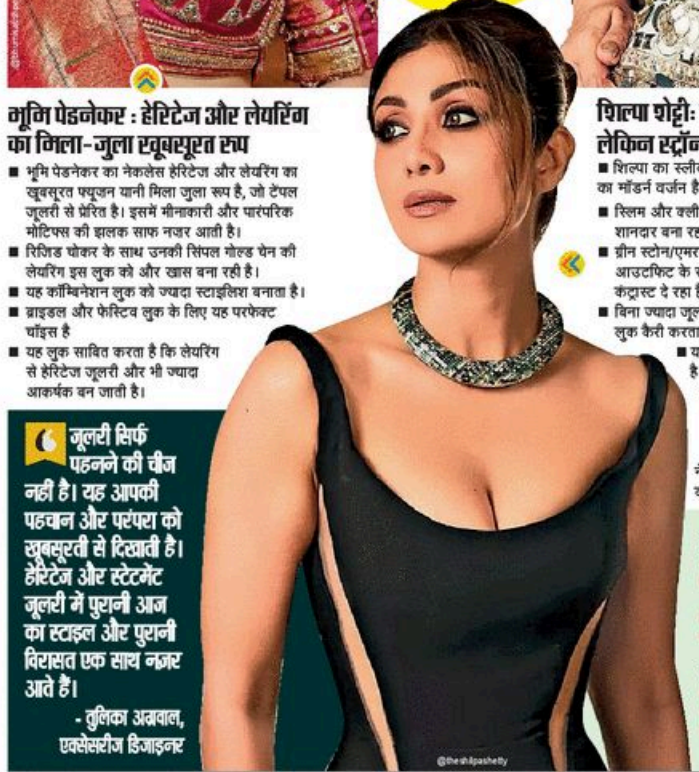 भूमि पेडनेकर : हेरिटेज और लेयरिंग
का मिला-जुला खूबसूरत रूप
■ भूमि पेडनेकर का नेकलेस हेरिटेज और लेयरिंग का
खूबसूरत फ्यूजन यानी मिला जुला रूप है, जो टेंपल
जूलरी से प्रेरित है। इसमें मीनाकारी और पारंपरिक
मोटिफ्स की झलक साफ नजर आती है।
■ रिजिड चोकर के साथ उनकी सिंपल गोल्ड चेन की
लेयरिंग इस लुक को और खास बना रही है।
■ यह कॉम्बिनेशन लुक को ज्यादा स्टाइलिश बनाता है।
■ ब्राइडल और फेस्टिव लुक के लिए यह परफेक्ट
चॉइस है
■ यह लुक साबित करता है कि लेयरिंग
से हेरिटेज जूलरी और भी ज्यादा
आकर्षक बन जाती है।
जूलरी सिर्फ
पहनने की चीज
नहीं है। यह आपकी
पहचान और परंपरा को
खूबसूरती से दिखाती है।
हेरिटेज और स्टेटमेंट
जूलरी में पुरानी आज
का स्टाइल और पुरानी
विरासत एक साथ नज़र
आते हैं।
- तुलिका अग्रवाल,
एक्सेसरीज डिजाइनर
शिल्पा शेट्टी:
लेकिन
■ शिल्पा का
का मॉडर्न वर्जन है
■ स्लिम और
शानदार बना
■ ग्रीन स्टोन/
आउटफिट के
कंट्रास्ट दे रहा
■ बिना ज्यादा
लुक कैरी करता
@theshilpashetty